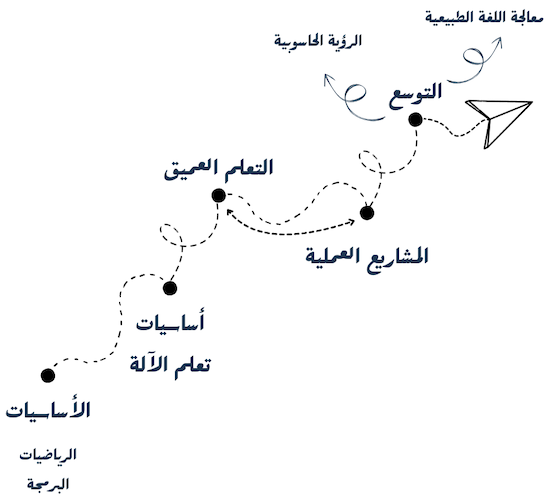 معالجة اللغة الطبيعية
الرؤية الحاسوبية
التوسع
التعلم العميق
المشاريع العملية
أساسيات
تعلم الآلة
الأساسيات
الرياضيات
البرمجة